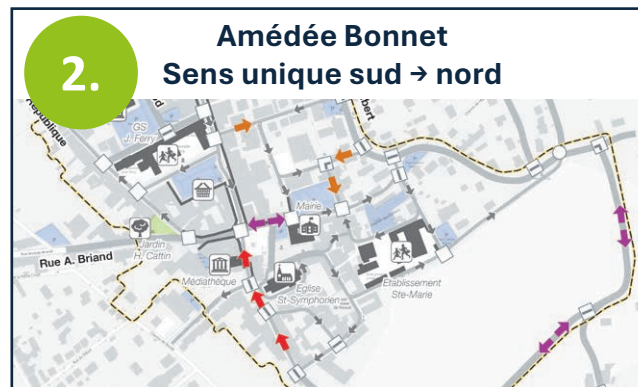 2.
Amédée Bonnet
Sens unique sud → nord
République
GS
J. Ferry
Mairie
Jardin
H. Cattin
Rue A. Briand
Médiathèque
Eglise
St-Symphorien
Etablissement
Ste-Marie